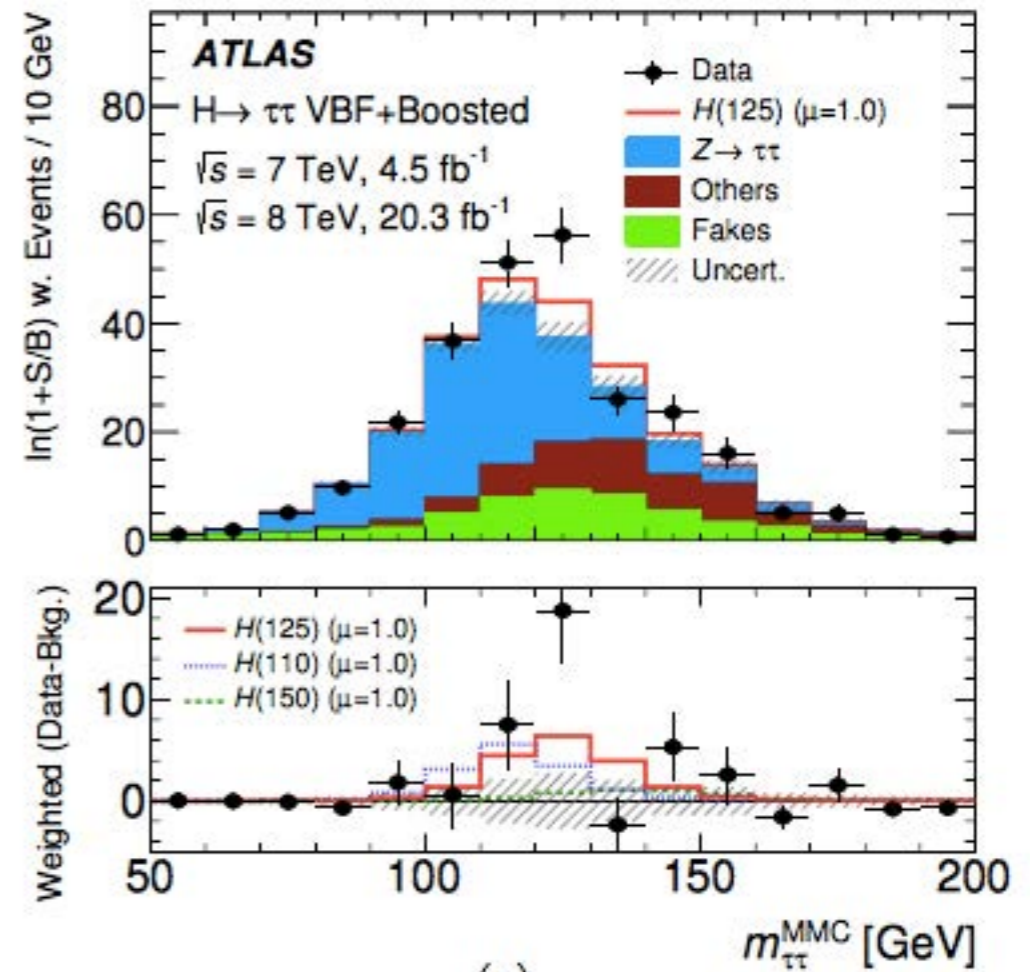 ln(1+S/B) w. Events / 10 GeV
ATLAS
H→ ττ VBF+Boosted
√s = 7 TeV, 4.5 fb⁻¹
√s = 8 TeV, 20.3 fb⁻¹
Data
H(125) (μ=1.0)
Z→ ττ
Others
Fakes
Uncert.
80
60
40
20
0
Weighted (Data-Bkg.)
H(125) (μ=1.0)
H(110) (μ=1.0)
H(150) (μ=1.0)
20
10
0
50 100 150 200
m_ττ^MMC [GeV]